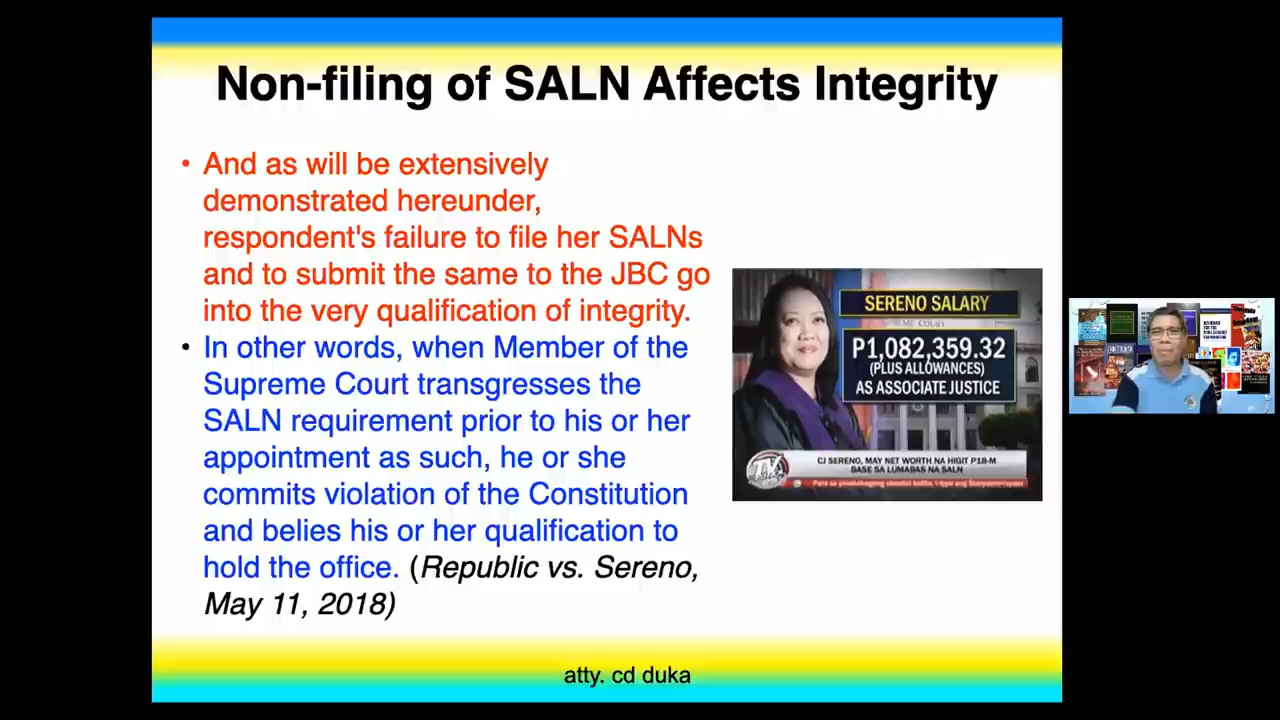 Non-filing of SALN Affects Integrity
• And as will be extensively
demonstrated hereunder,
respondent's failure to file her SALNs
and to submit the same to the JBC go
into the very qualification of integrity.
• In other words, when Member of the
Supreme Court transgresses the
SALN requirement prior to his or her
appointment as such, he or she
commits violation of the Constitution
and belies his or her qualification to
hold the office. (Republic vs. Sereno,
May 11, 2018)
SERENO SALARY
P1,082,359.32
(PLUS ALLOWANCES)
AS ASSOCIATE JUSTICE
CJ SERENO, MAY NET WORTH NA HIGIT P18-M
BASE SA LUMABAS NA SALN
atty. cd duka